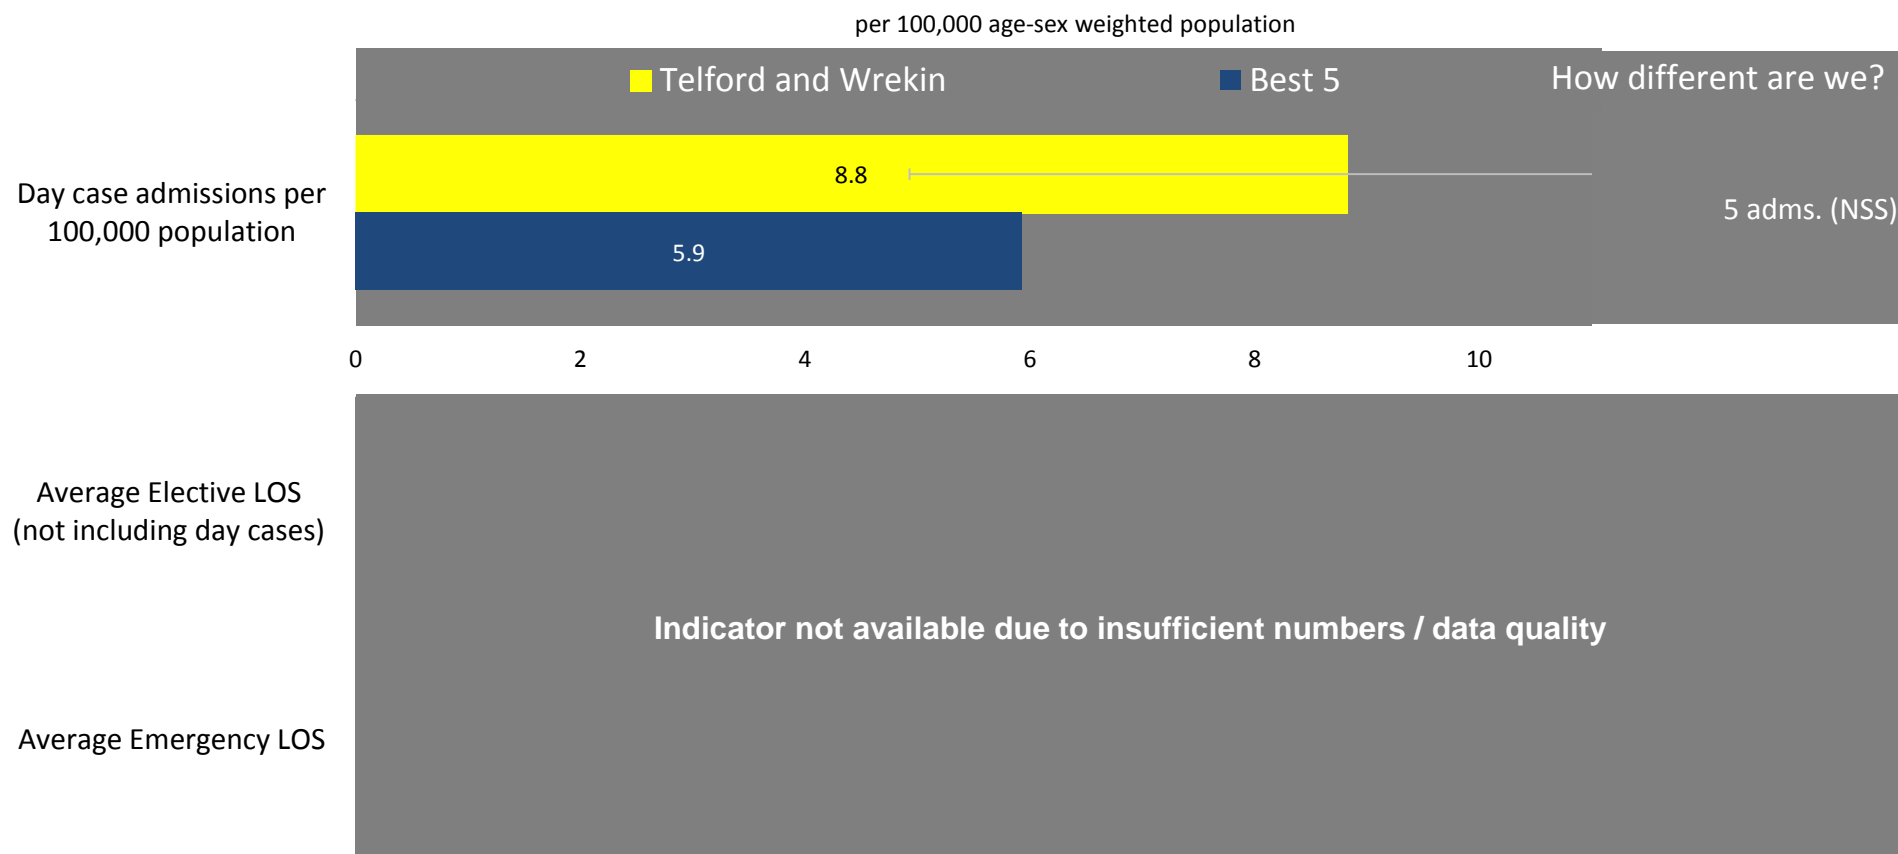 per 100,000 age-sex weighted population
Telford and Wrekin
Best 5
How different are we?
Day case admissions per
100,000 population
8.8
5.9
5 adms. (NSS)
0 2 4 6 8 10
Average Elective LOS
(not including day cases)
Indicator not available due to insufficient numbers / data quality
Average Emergency LOS